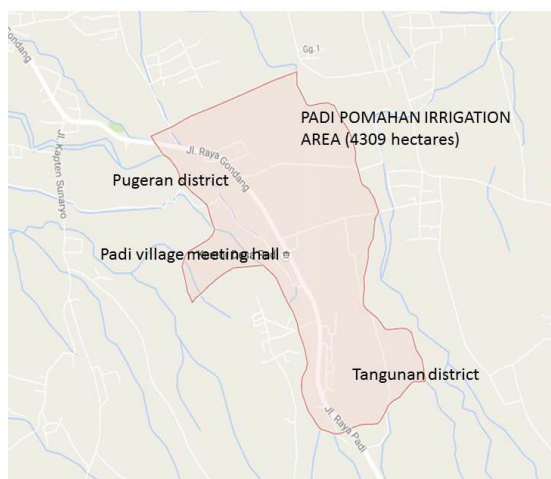 Gondang
Gg. I
PADI POMAHAN IRRIGATION
AREA (4309 hectares)
Jl. Kapten Sunaryo
Jl. Raya Gondang
Pugeran district
Padi village meeting hall
Tangunan district
Jl. Raya Padi